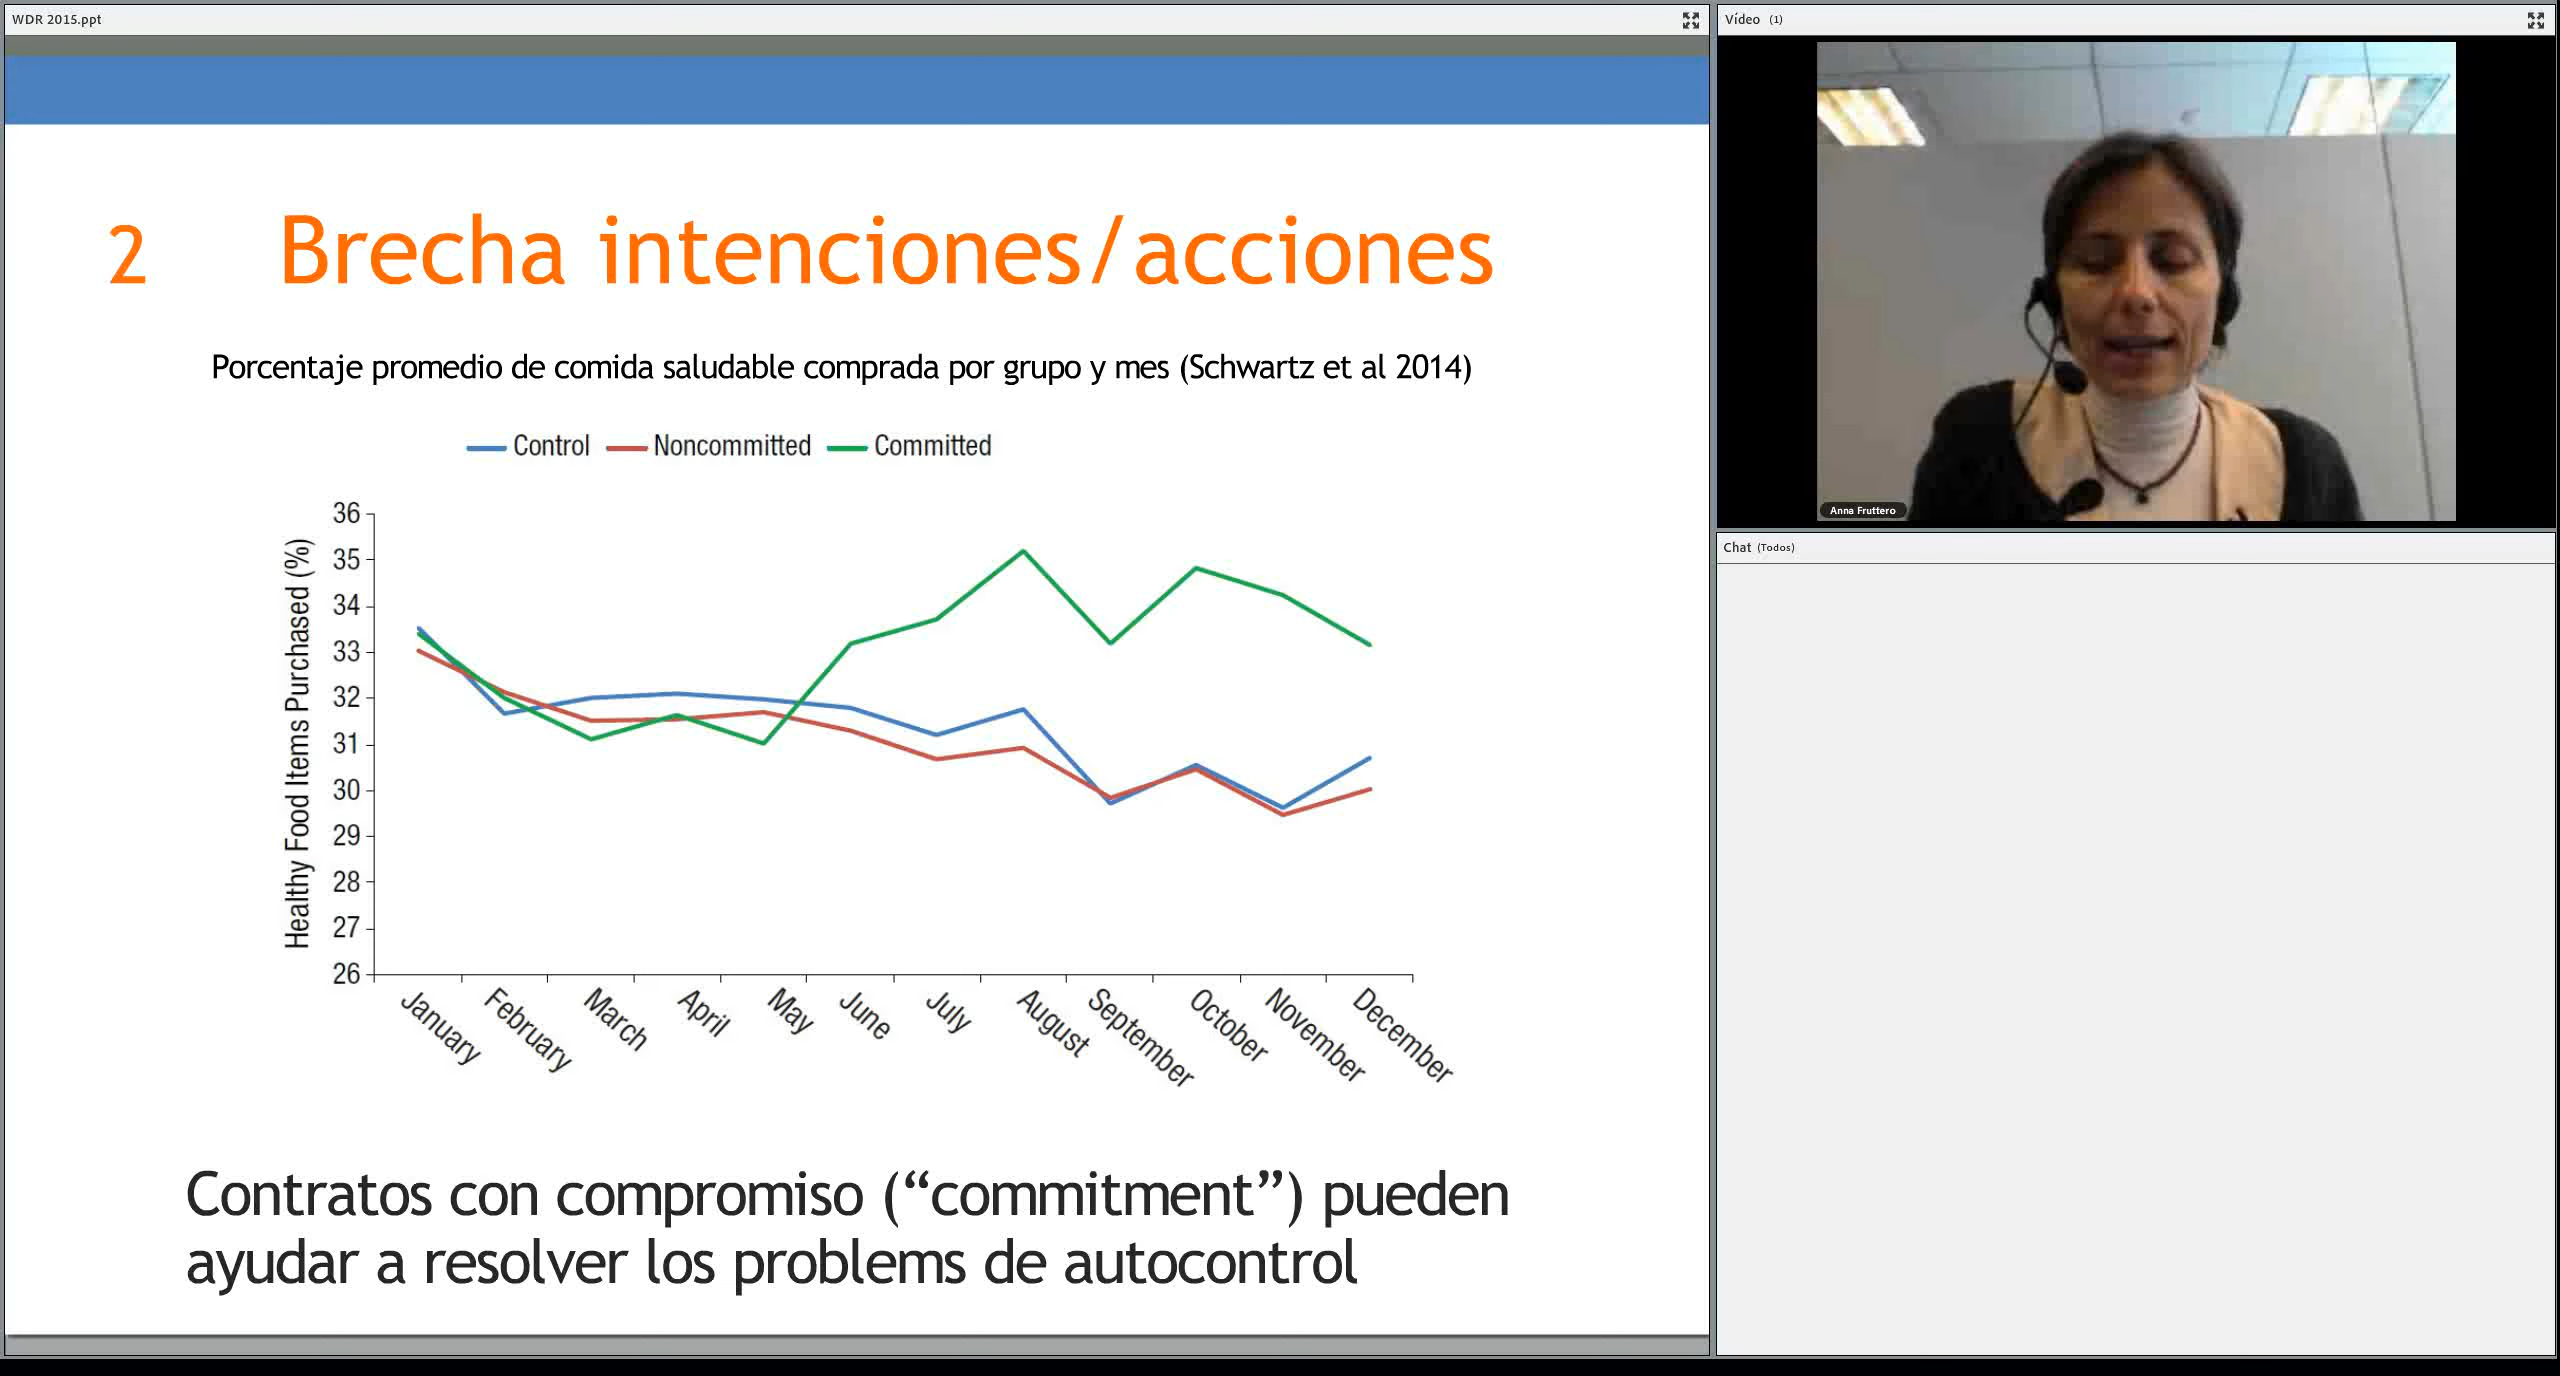 WDR 2015.ppt
2 Brecha intenciones/acciones
Porcentaje promedio de comida saludable comprada por grupo y mes (Schwartz et al 2014)
Control Noncommitted Committed
Healthy Food Items Purchased (%)
36
35
34
33
32
31
30
29
28
27
26
January February March April May June July August September October November December
Contratos con compromiso (“commitment”) pueden
ayudar a resolver los problems de autocontrol
Vídeo (1)
Anna Fruttero
Chat (Todos)